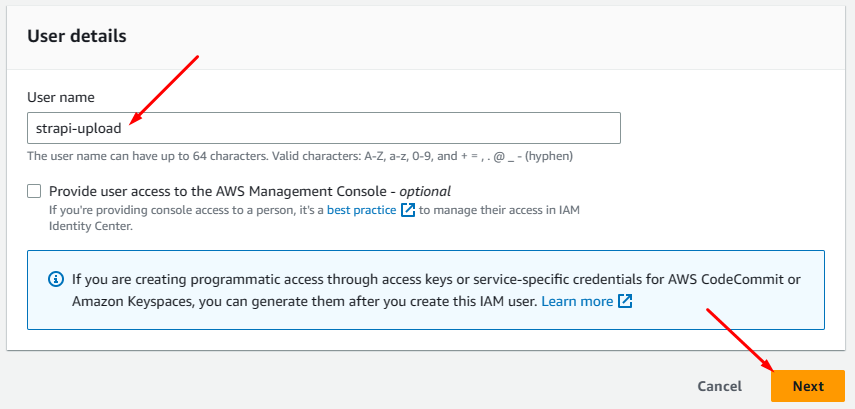 User details
User name
strapi-upload
The user name can have up to 64 characters. Valid characters: A-Z, a-z, 0-9, and + = , . @ _ - (hyphen)
Provide user access to the AWS Management Console - optional
If you're providing console access to a person, it's a best practice to manage their access in IAM
Identity Center.
If you are creating programmatic access through access keys or service-specific credentials for AWS CodeCommit or
Amazon Keyspaces, you can generate them after you create this IAM user. Learn more
Cancel
Next